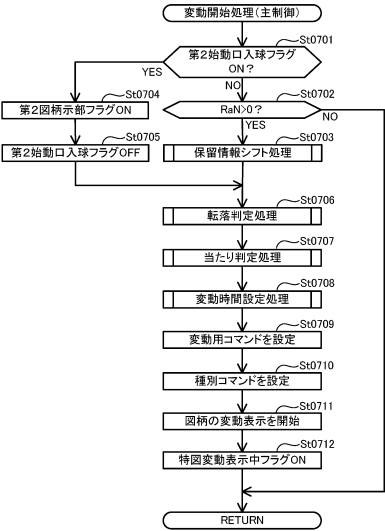 変動開始処理(主制御)
St0701
第2始動口入球フラグ
ON?
YES
NO
St0704
第2図柄示部フラグON
St0702
RaN>0?
NO
YES
St0705
第2始動口入球フラグOFF
St0703
保留情報シフト処理
St0706
転落判定処理
St0707
当たり判定処理
St0708
変動時間設定処理
St0709
変動用コマンドを設定
St0710
種別コマンドを設定
St0711
図柄の変動表示を開始
St0712
特図変動表示中フラグON
RETURN